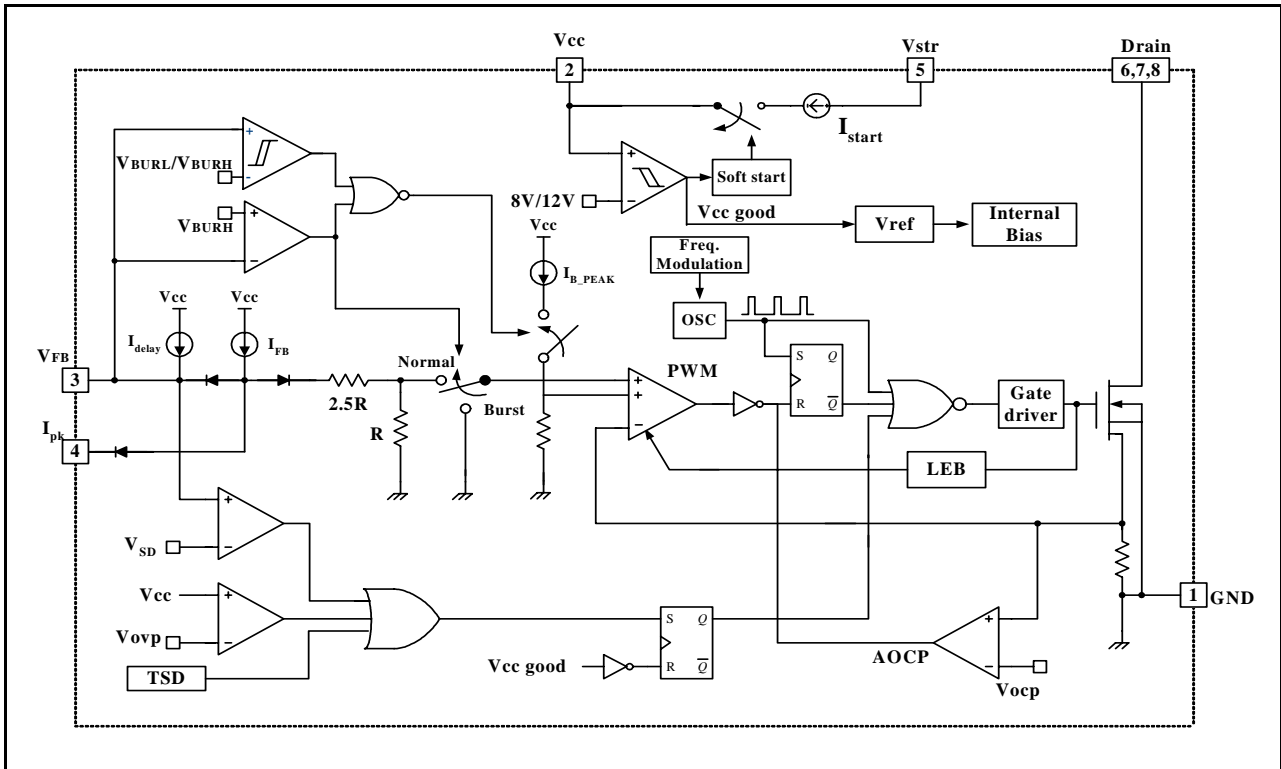 Vcc
Vstr
Drain
2
5
6,7,8
Istart
+
VBURL/VBURH
-
+
Soft start
8V/12V
−
Vcc good
VBURH
+
−
Vref
Internal
Bias
Vcc
IB_PEAK
Freq.
Modulation
OSC
Vcc
Vcc
Idelay
IFB
VFB
3
Normal
2.5R
Burst
R
PWM
+
+
−
S
Q
R
Q
Gate
driver
Ipk
4
LEB
+
VSD
−
Vcc
+
Vovp
−
TSD
S
Q
Vcc good
R
Q
AOCP
+
−
Vocp
1
GND